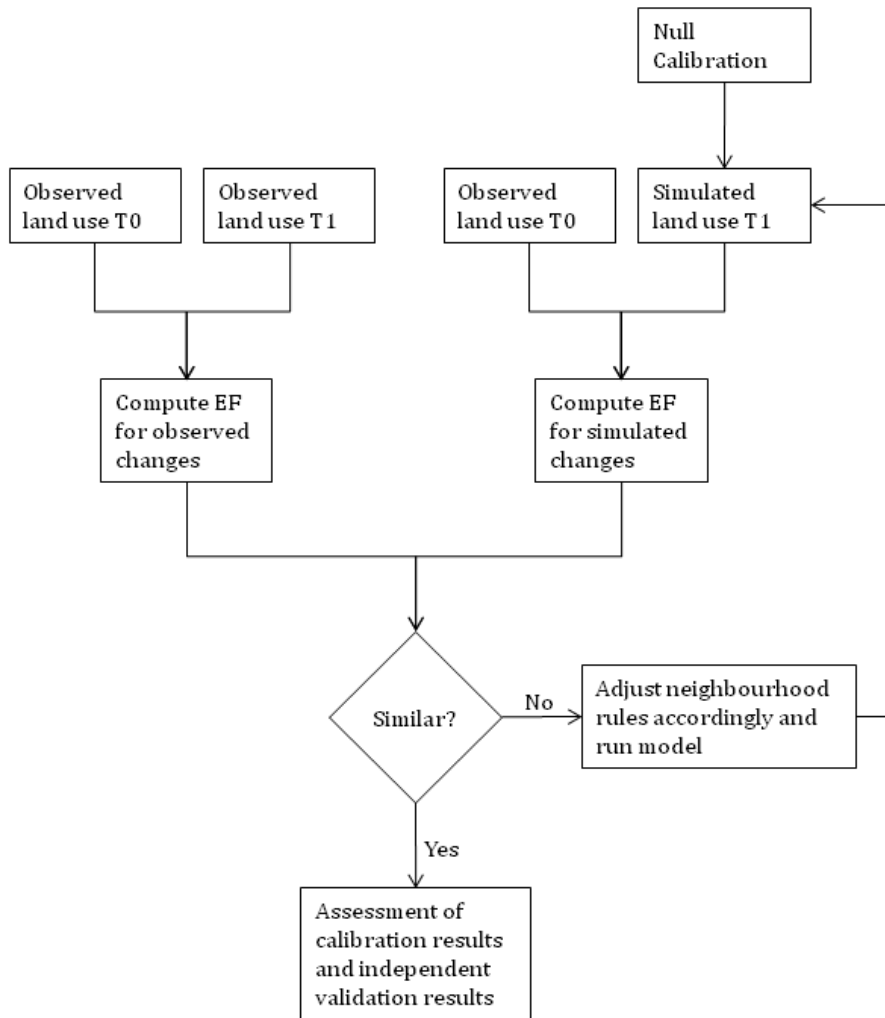 Null
Calibration
Observed
land use T0
Observed
land use T1
Observed
land use T0
Simulated
land use T1
Compute EF
for observed
changes
Compute EF
for simulated
changes
Similar?
No
Adjust neighbourhood
rules accordingly and
run model
Yes
Assessment of
calibration results
and independent
validation results